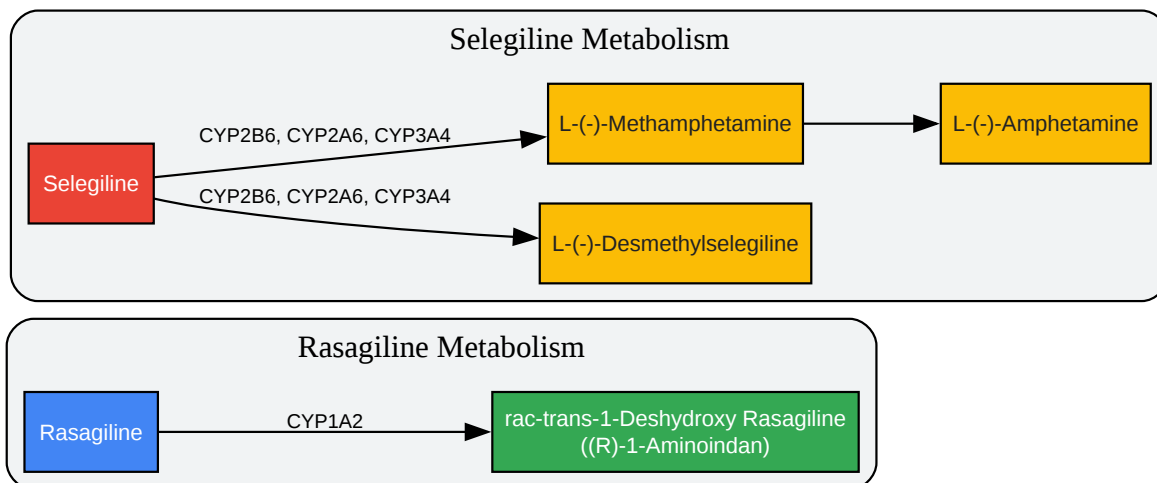 Selegiline Metabolism
Selegiline
CYP2B6, CYP2A6, CYP3A4
L-(-)-Methamphetamine
L-(-)-Amphetamine
CYP2B6, CYP2A6, CYP3A4
L-(-)-Desmethylselegiline
Rasagiline Metabolism
Rasagiline
CYP1A2
rac-trans-1-Deshydroxy Rasagiline
((R)-1-Aminoindan)